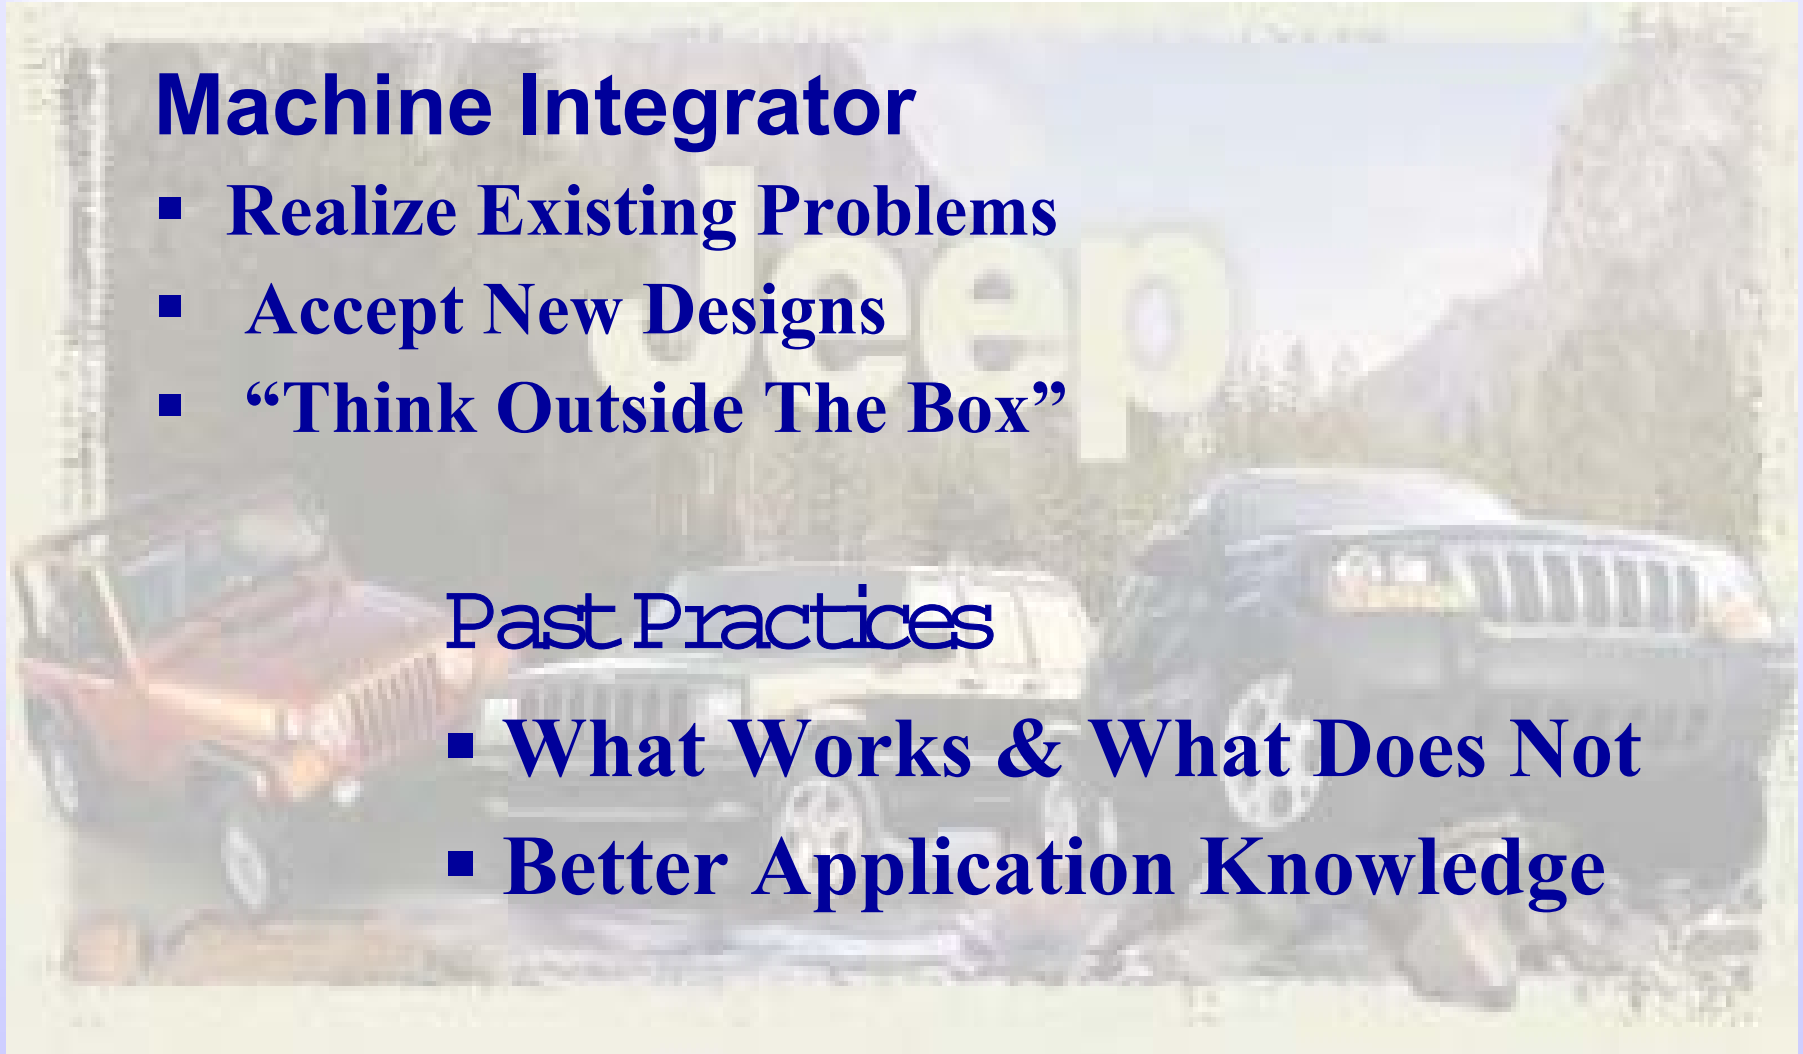 Machine Integrator
▪ Realize Existing Problems
▪ Accept New Designs
▪ “Think Outside The Box”
Jeep
Past Practices
▪ What Works & What Does Not
▪ Better Application Knowledge